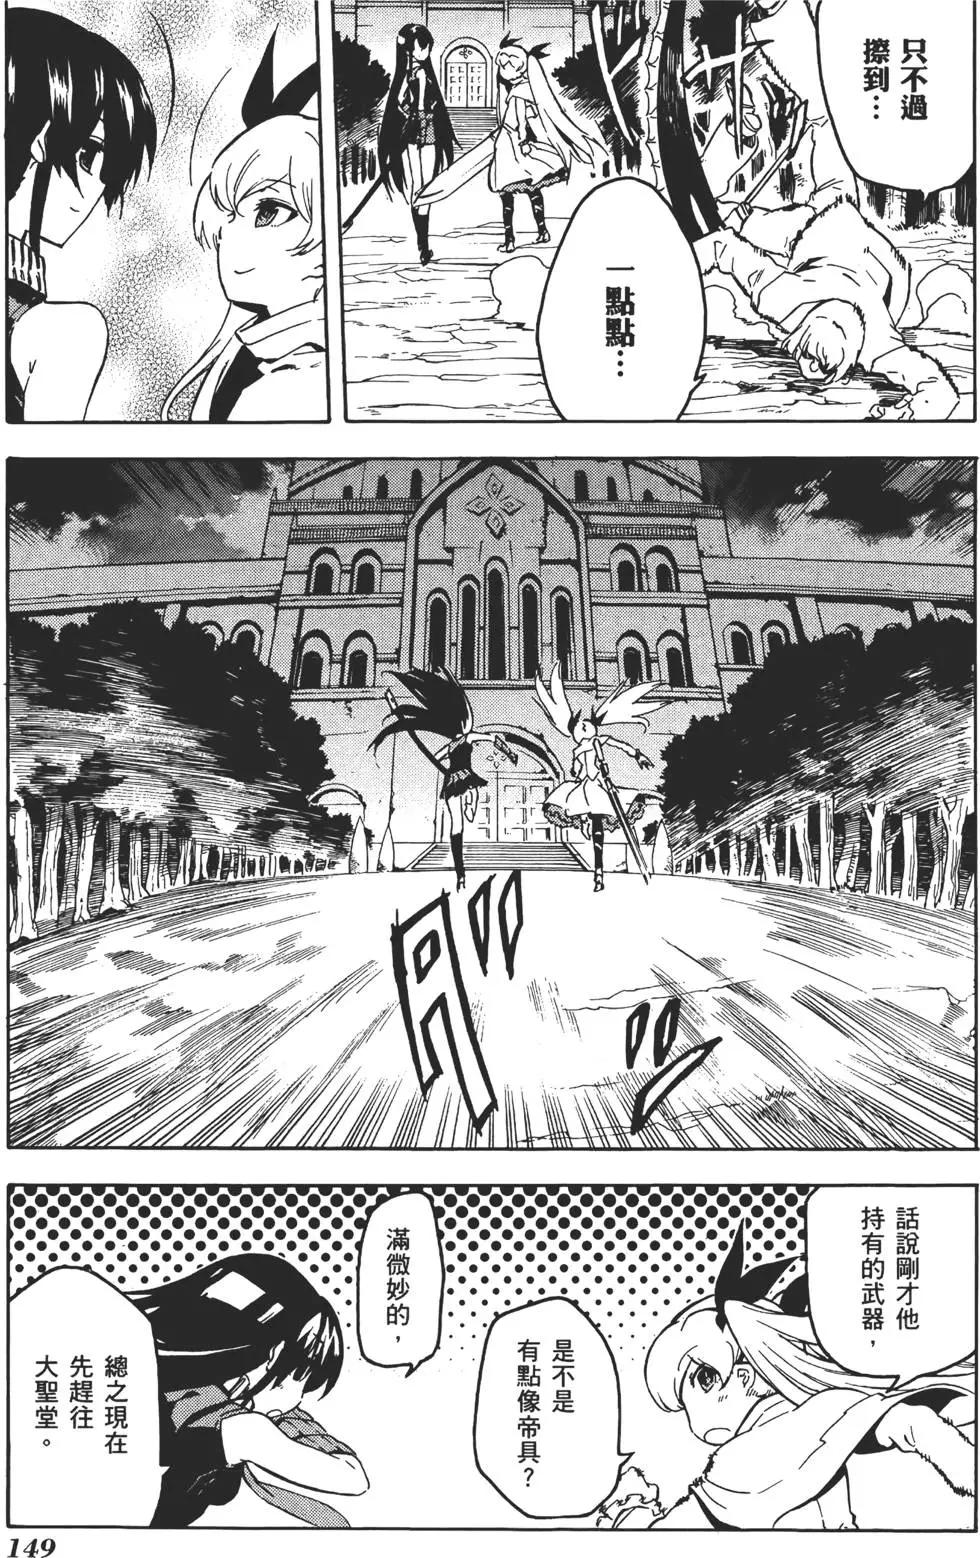 只不過
擦到…
一點點…
話說剛才他
持有的武器，
是不是
有點像帝具？
滿微妙的，
總之現在
先趕往
大聖堂。
149